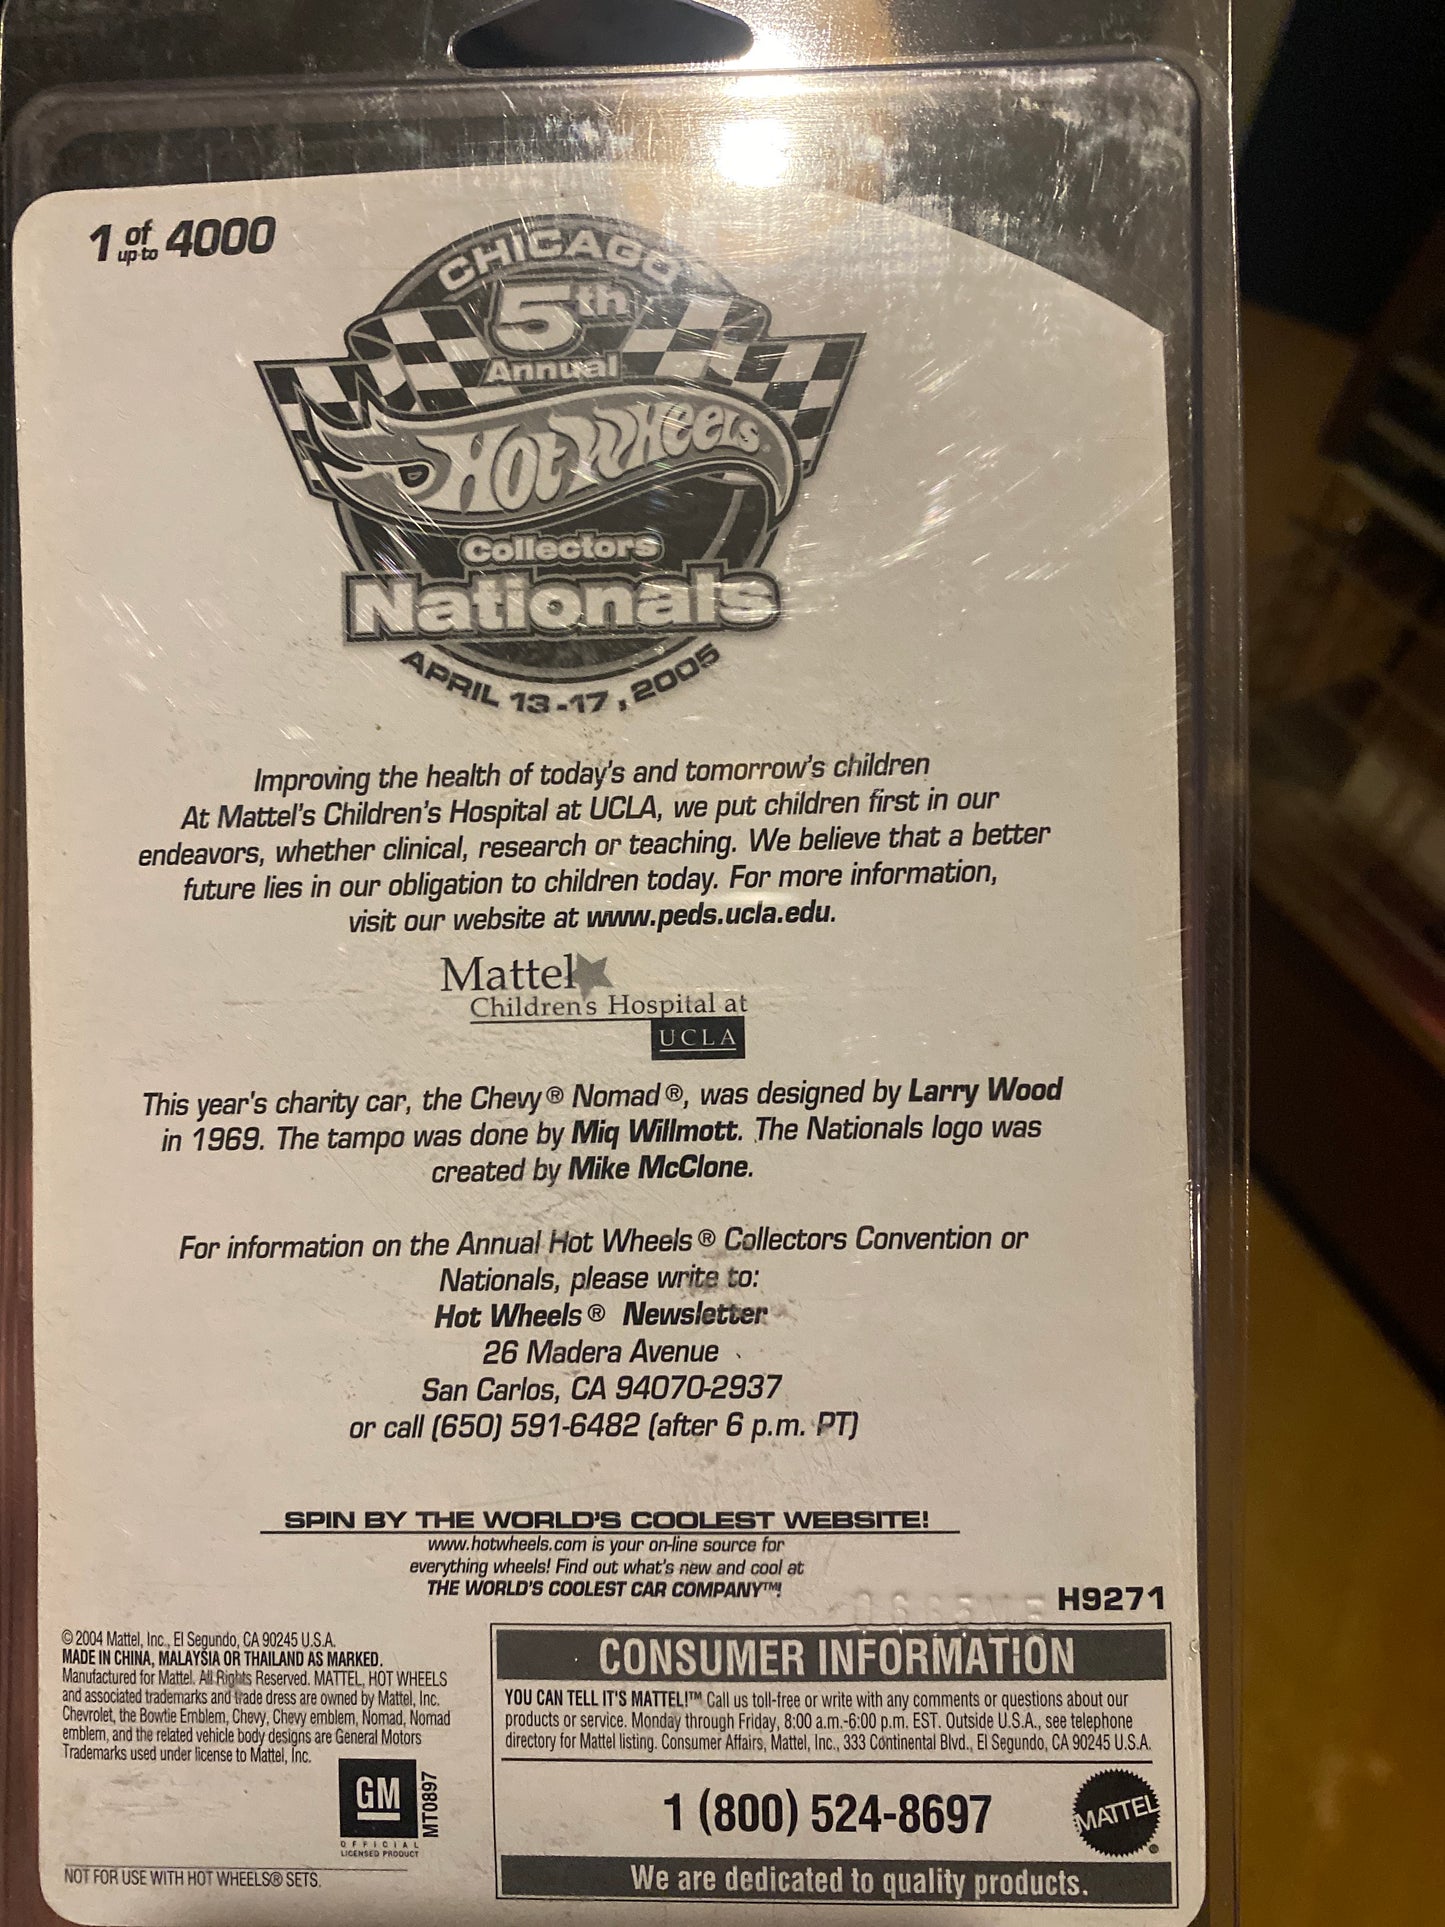 1 of up to 4000
CHICAGO
5th
Annual
Hot Wheels
Collectors
Nationals
APRIL 13-17, 2005
Improving the health of today's and tomorrow's children
At Mattel's Children's Hospital at UCLA, we put children first in our
endeavors, whether clinical, research or teaching. We believe that a better
future lies in our obligation to children today. For more information,
visit our website at www.peds.ucla.edu.
Mattel
Children's Hospital at
UCLA
This year's charity car, the Chevy® Nomad®, was designed by Larry Wood
in 1969. The tampo was done by Miq Willmott. The Nationals logo was
created by Mike McClone.
For information on the Annual Hot Wheels® Collectors Convention or
Nationals, please write to:
Hot Wheels® Newsletter
26 Madera Avenue
San Carlos, CA 94070-2937
or call (650) 591-6482 (after 6 p.m. PT)
SPIN BY THE WORLD'S COOLEST WEBSITE!
www.hotwheels.com is your on-line source for
everything wheels! Find out what's new and cool at
THE WORLD'S COOLEST CAR COMPANY™!
H9271
© 2004 Mattel, Inc., El Segundo, CA 90245 U.S.A.
MADE IN CHINA, MALAYSIA OR THAILAND AS MARKED.
Manufactured for Mattel. All Rights Reserved. MATTEL, HOT WHEELS
and associated trademarks and trade dress are owned by Mattel, Inc.
Chevrolet, the Bowtie Emblem, Chevy, Chevy emblem, Nomad, Nomad
emblem, and the related vehicle body designs are General Motors
Trademarks used under license to Mattel, Inc.
GM
OFFICIAL
LICENSED PRODUCT
MT0897
NOT FOR USE WITH HOT WHEELS® SETS.
CONSUMER INFORMATION
YOU CAN TELL IT'S MATTEL!™ Call us toll-free or write with any comments or questions about our
products or service. Monday through Friday, 8:00 a.m.-6:00 p.m. EST. Outside U.S.A., see telephone
directory for Mattel listing. Consumer Affairs, Mattel, Inc., 333 Continental Blvd., El Segundo, CA 90245 U.S.A.
1 (800) 524-8697
MATTEL®
We are dedicated to quality products.